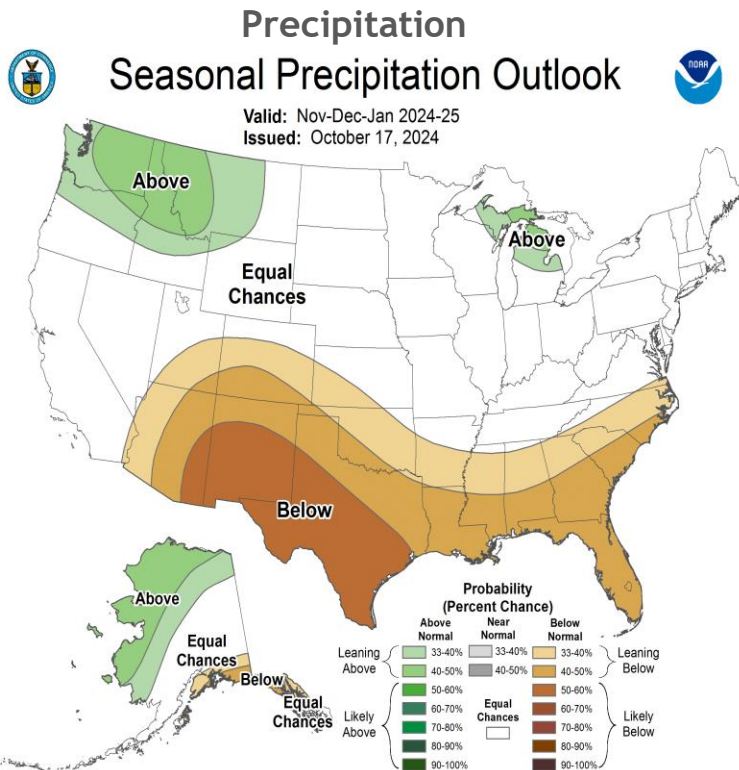 Precipitation
Seasonal Precipitation Outlook
NOAA
Valid: Nov-Dec-Jan 2024-25
Issued: October 17, 2024
Above
Above
Equal
Chances
Below
Above
Equal
Chances
Below
Equal
Chances
Probability
(Percent Chance)
Above
Normal
Near
Normal
Below
Normal
Leaning
Above
33-40%
33-40%
33-40%
Leaning
Below
40-50%
40-50%
40-50%
Likely
Above
50-60%
50-60%
Likely
Below
60-70%
60-70%
Equal
Chances
70-80%
70-80%
80-90%
80-90%
90-100%
90-100%